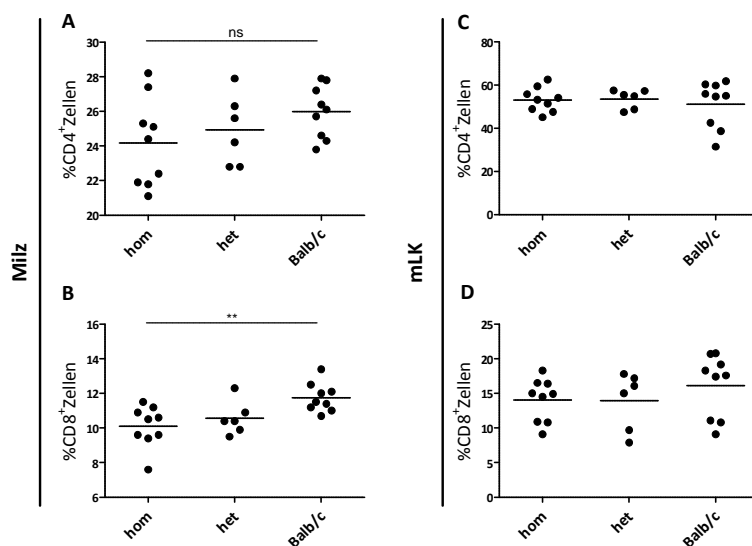 A
ns
%CD4⁺Zellen
30
28
26
24
22
20
hom
het
Balb/c
Milz
B
**
%CD8⁺Zellen
16
14
12
10
8
6
hom
het
Balb/c
C
%CD4⁺Zellen
80
60
40
20
0
hom
het
Balb/c
mLK
D
%CD8⁺Zellen
25
20
15
10
5
0
hom
het
Balb/c